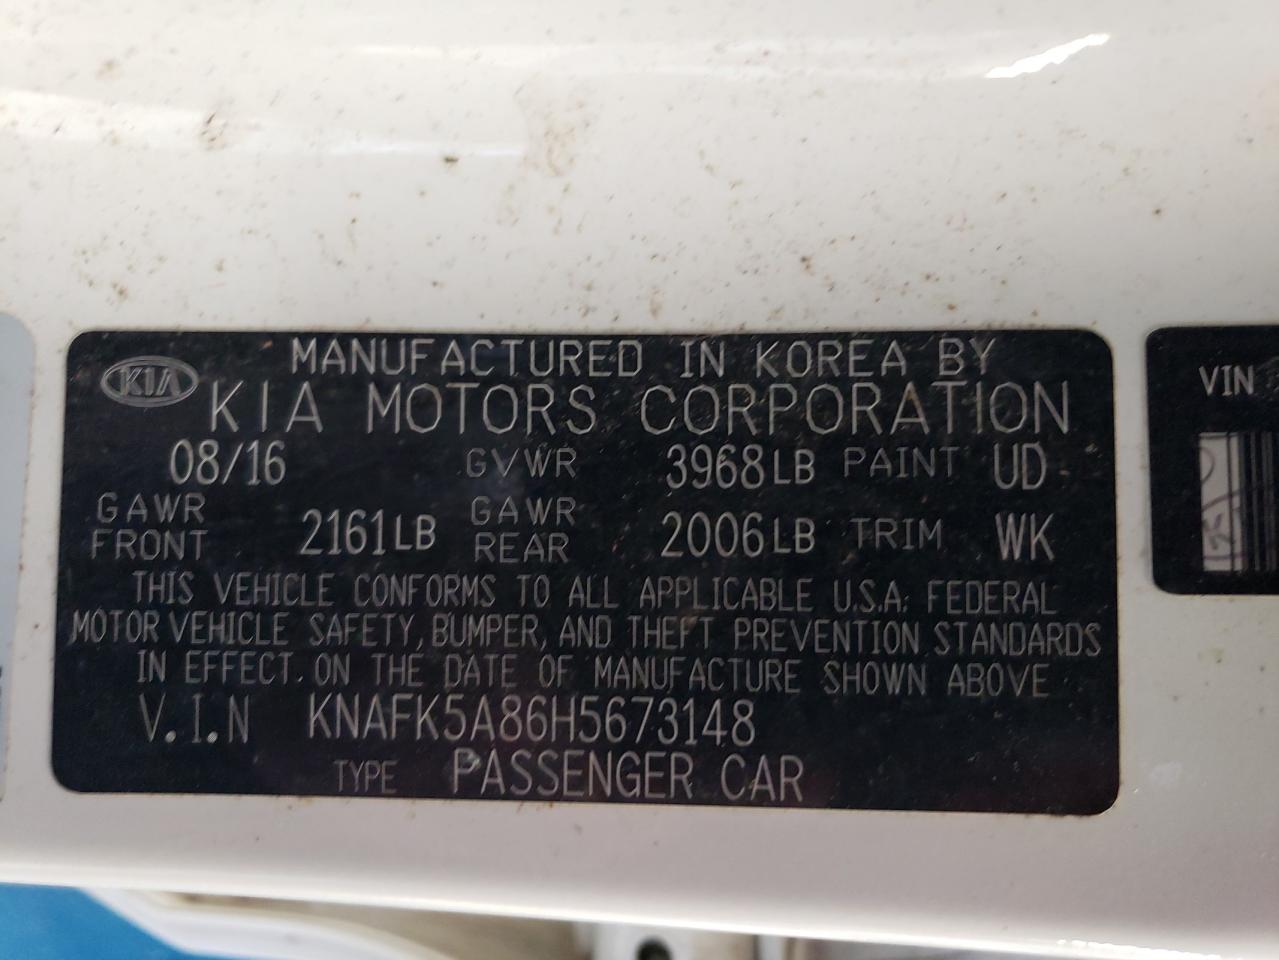 MANUFACTURED IN KOREA BY
KIA KIA MOTORS CORPORATION
08/16 GVWR 3968LB PAINT UD
GAWR FRONT 2161LB GAWR REAR 2006LB TRIM WK
THIS VEHICLE CONFORMS TO ALL APPLICABLE U.S.A. FEDERAL
MOTOR VEHICLE SAFETY, BUMPER, AND THEFT PREVENTION STANDARDS
IN EFFECT ON THE DATE OF MANUFACTURE SHOWN ABOVE
V.I.N KNAFK5A86H5673148
TYPE PASSENGER CAR
VIN